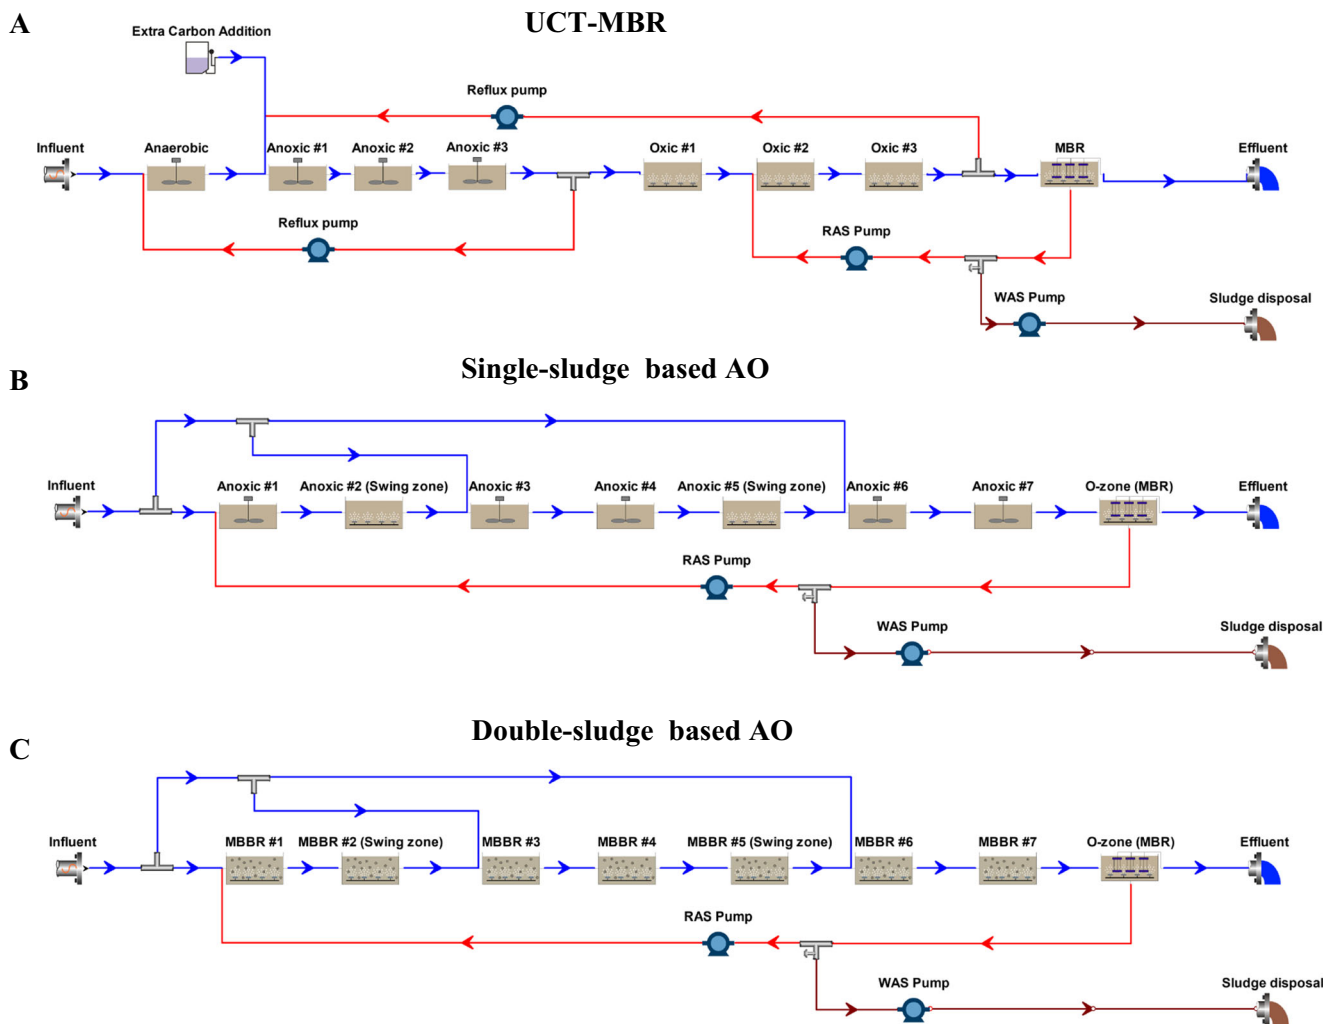 A
UCT-MBR
Extra Carbon Addition
Reflux pump
Influent
Anaerobic
Anoxic #1
Anoxic #2
Anoxic #3
Oxic #1
Oxic #2
Oxic #3
MBR
Effluent
Reflux pump
RAS Pump
WAS Pump
Sludge disposal
B
Single-sludge based AO
Influent
Anoxic #1
Anoxic #2 (Swing zone)
Anoxic #3
Anoxic #4
Anoxic #5 (Swing zone)
Anoxic #6
Anoxic #7
O-zone (MBR)
Effluent
RAS Pump
WAS Pump
Sludge disposal
C
Double-sludge based AO
Influent
MBBR #1
MBBR #2 (Swing zone)
MBBR #3
MBBR #4
MBBR #5 (Swing zone)
MBBR #6
MBBR #7
O-zone (MBR)
Effluent
RAS Pump
WAS Pump
Sludge disposal